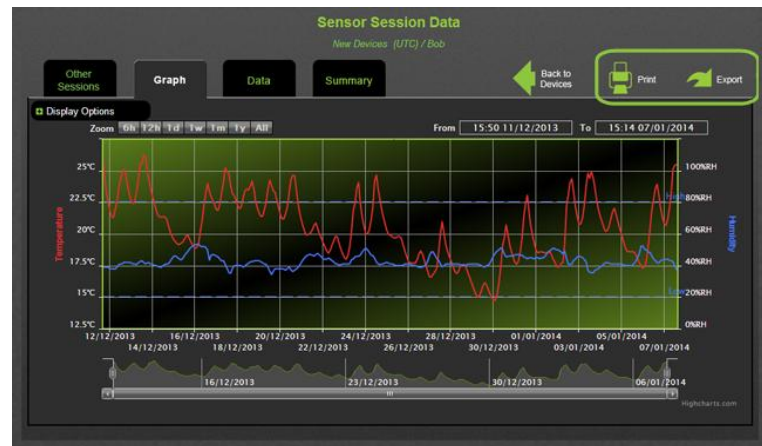 Sensor Session Data
New Devices (UTC) / Bob
Other
Sessions
Graph
Data
Summary
Back to
Devices
Print
Export
Display Options
Zoom 6h 12h 1d 1w 1m 1y All
From 15:50 11/12/2013 To 15:14 07/01/2014
25°C
22.5°C
20°C
17.5°C
15°C
12.5°C
Temperature
100%RH
80%RH
60%RH
40%RH
20%RH
0%RH
High
Low
Humidity
12/12/2013 16/12/2013 20/12/2013 24/12/2013 28/12/2013 01/01/2014 05/01/2014
14/12/2013 18/12/2013 22/12/2013 26/12/2013 30/12/2013 03/01/2014 07/01/2014
16/12/2013 23/12/2013 30/12/2013 06/01/2014
Highcharts.com